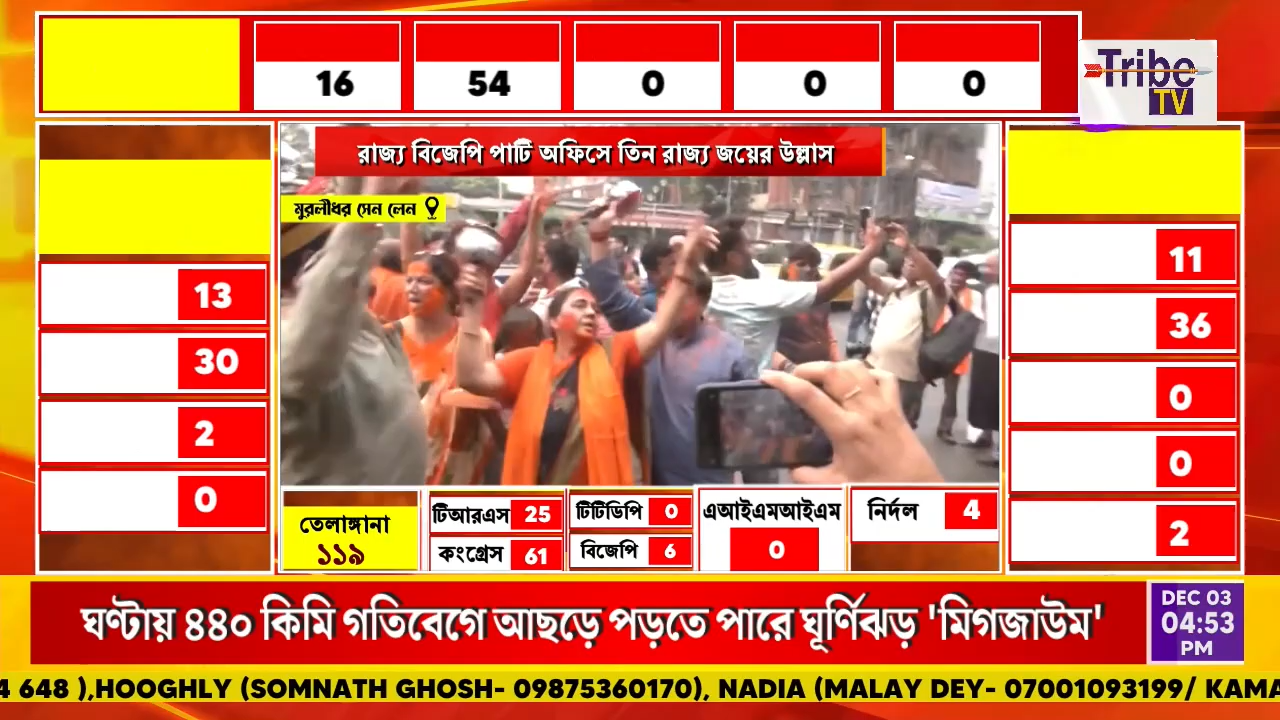 16 54 0 0 0
Tribe
TV
রাজ্য বিজেপি পার্টি অফিসে তিন রাজ্য জয়ের উল্লাস
মুরলীধর সেন লেন
13
30
2
0
11
36
0
0
2
তেলাঙ্গানা
১১৯
টিআরএস 25
কংগ্রেস 61
টিটিডিপি 0
বিজেপি 6
এআইএমআইএম
0
নির্দল 4
ঘণ্টায় ৪৪০ কিমি গতিবেগে আছড়ে পড়তে পারে ঘূর্ণিঝড় 'মিগজাউম'
DEC 03
04:53
PM
4 648 ),HOOGHLY (SOMNATH GHOSH- 09875360170), NADIA (MALAY DEY- 07001093199/ KAMA